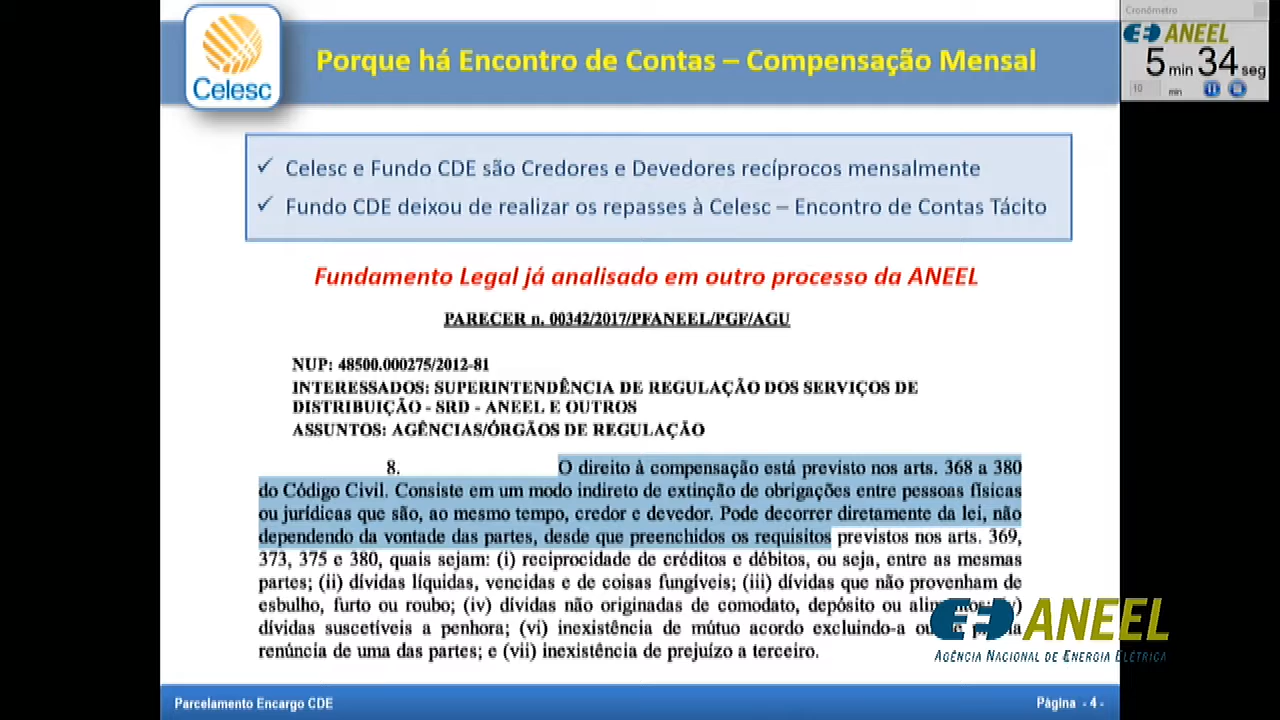 Celesc
Porque há Encontro de Contas – Compensação Mensal
Cronômetro
ANEEL
5 min 34 seg
10 min
✓ Celesc e Fundo CDE são Credores e Devedores recíprocos mensalmente
✓ Fundo CDE deixou de realizar os repasses à Celesc – Encontro de Contas Tácito
Fundamento Legal já analisado em outro processo da ANEEL
PARECER n. 00342/2017/PFANEEL/PGF/AGU
NUP: 48500.000275/2012-81
INTERESSADOS: SUPERINTENDÊNCIA DE REGULAÇÃO DOS SERVIÇOS DE
DISTRIBUIÇÃO - SRD - ANEEL E OUTROS
ASSUNTOS: AGÊNCIAS/ÓRGÃOS DE REGULAÇÃO
8. O direito à compensação está previsto nos arts. 368 a 380
do Código Civil. Consiste em um modo indireto de extinção de obrigações entre pessoas físicas
ou jurídicas que são, ao mesmo tempo, credor e devedor. Pode decorrer diretamente da lei, não
dependendo da vontade das partes, desde que preenchidos os requisitos previstos nos arts. 369,
373, 375 e 380, quais sejam: (i) reciprocidade de créditos e débitos, ou seja, entre as mesmas
partes; (ii) dívidas líquidas, vencidas e de coisas fungíveis; (iii) dívidas que não provenham de
esbulho, furto ou roubo; (iv) dívidas não originadas de comodato, depósito ou
dívidas suscetíveis a penhora; (vi) inexistência de mútuo acordo excluindo-a
renúncia de uma das partes; e (vii) inexistência de prejuízo a terceiro.
ANEEL
AGÊNCIA NACIONAL DE ENERGIA ELÉTRICA
Parcelamento Encargo CDE
Página - 4 -